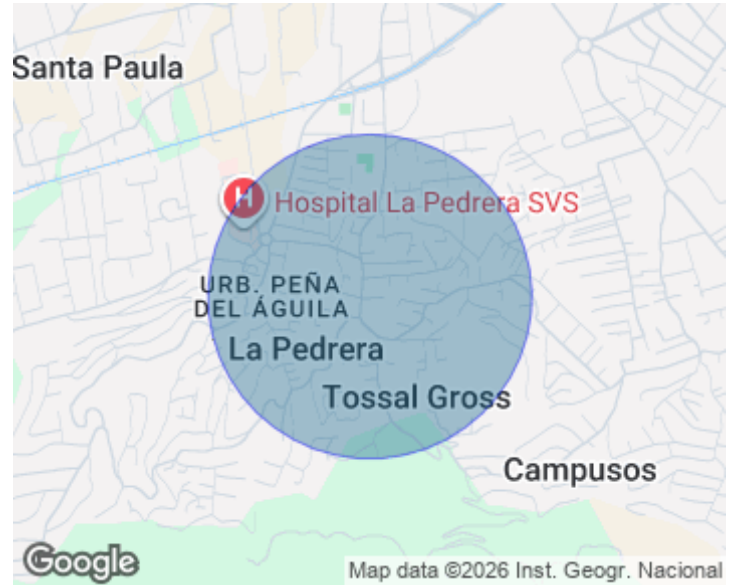 Santa Paula
H
Hospital La Pedrera SVS
URB. PEÑA
DEL ÁGUILA
La Pedrera
Tossal Gross
Campusos
Google
Map data ©2026 Inst. Geogr. Nacional